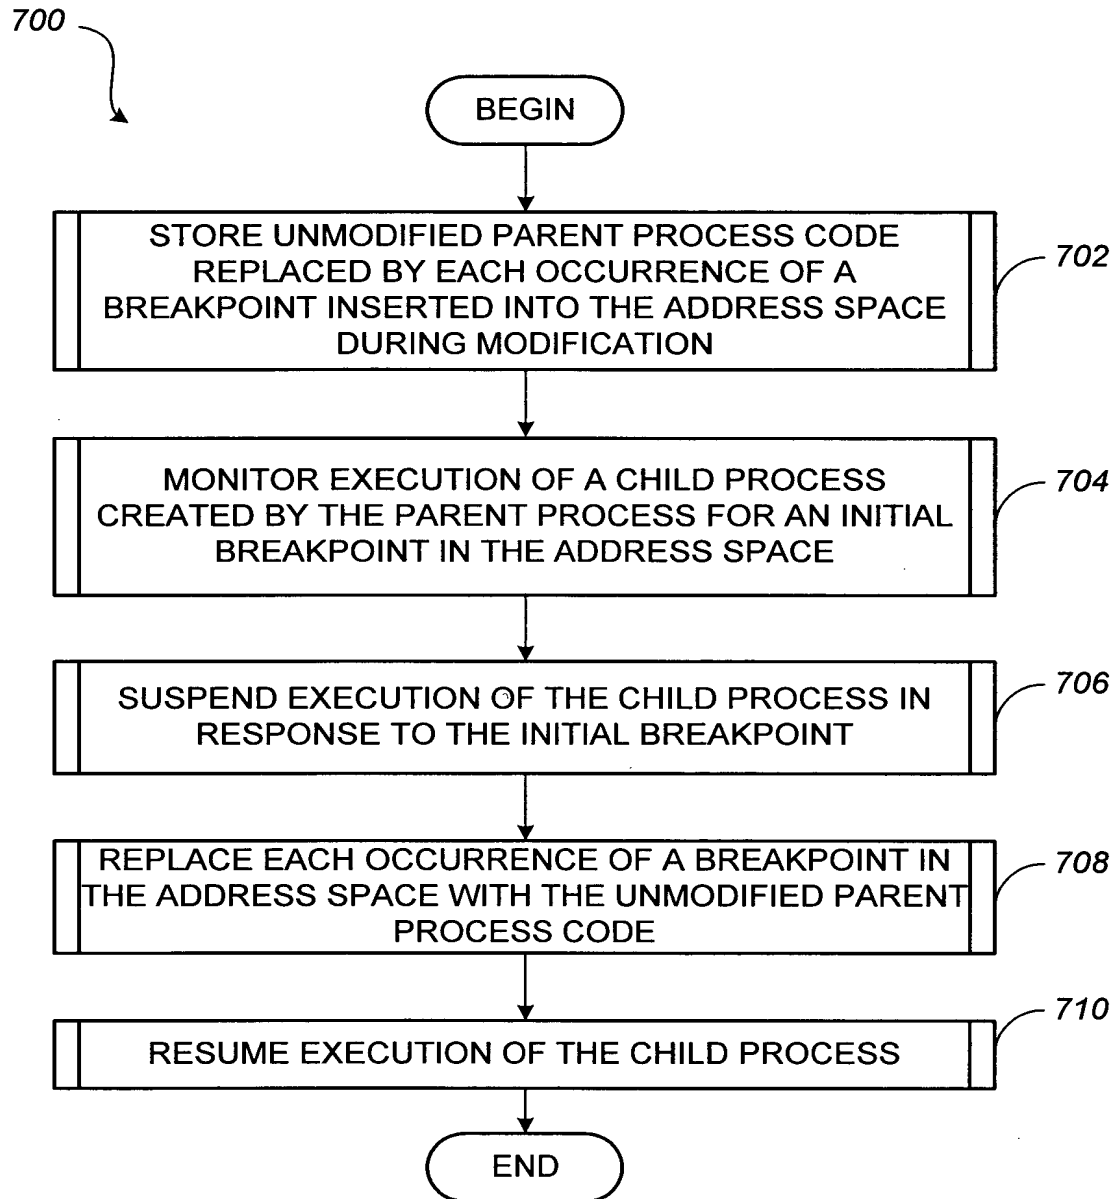 700
BEGIN
STORE UNMODIFIED PARENT PROCESS CODE
REPLACED BY EACH OCCURRENCE OF A
BREAKPOINT INSERTED INTO THE ADDRESS SPACE
DURING MODIFICATION
702
MONITOR EXECUTION OF A CHILD PROCESS
CREATED BY THE PARENT PROCESS FOR AN INITIAL
BREAKPOINT IN THE ADDRESS SPACE
704
SUSPEND EXECUTION OF THE CHILD PROCESS IN
RESPONSE TO THE INITIAL BREAKPOINT
706
REPLACE EACH OCCURRENCE OF A BREAKPOINT IN
THE ADDRESS SPACE WITH THE UNMODIFIED PARENT
PROCESS CODE
708
RESUME EXECUTION OF THE CHILD PROCESS
710
END